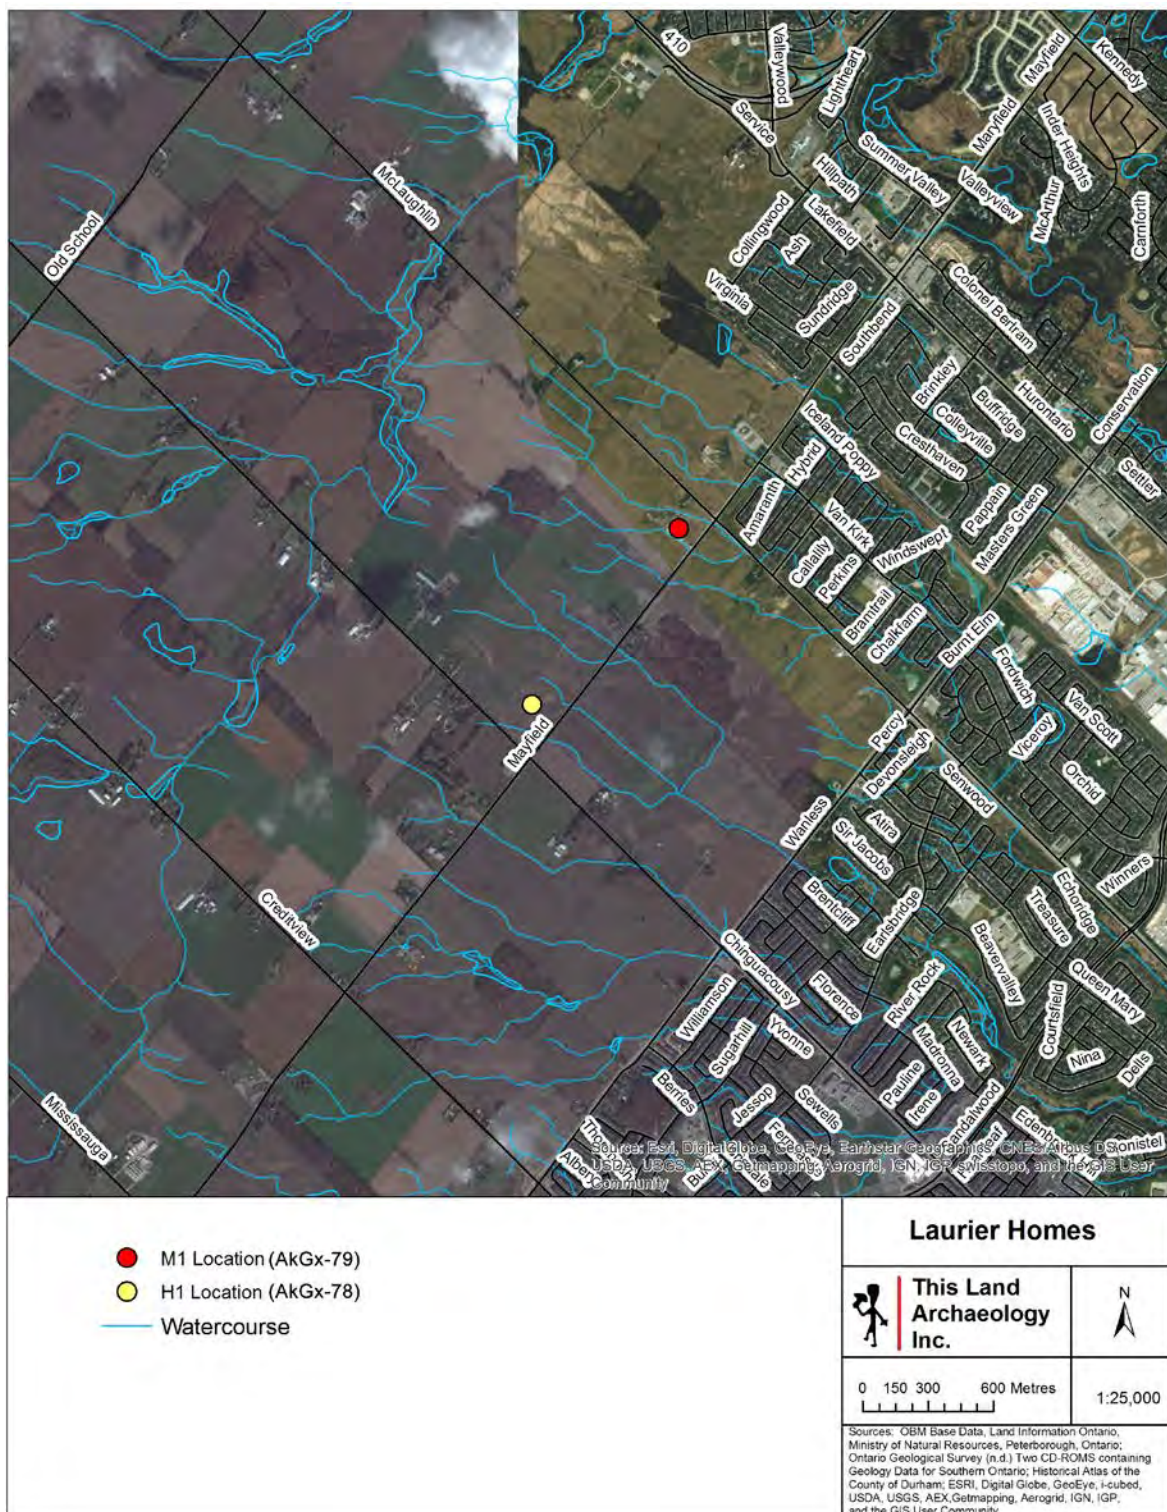 410
Valleywood
Lightheart
Mayfield
Kennedy
Service
Maryfield
Inder Heights
McLaughlin
Hillpath
Summer Valley
Valleyview
McArthur
Carnforth
Old School
Collingwood
Ash
Lakefield
Virginia
Sundridge
Southbend
Colonel Bertram
Brinkley
Bufridge
Hurontario
Conservation
Iceland Poppy
Colleyville
Cresthaven
Settler
Hybrid
Amaranth
Van Kirk
Pappain
Masters Green
Callalily
Perkins
Windswept
Bramtrail
Chalkfarm
Burnt Elm
Fordwich
Van Scott
Viceroy
Mayfield
Percy
Devonsleigh
Senwood
Orchid
Wanless
Atira
Sir Jacobs
Winners
Echoridge
Brentcliff
Earlsbridge
Treasure
Creditview
Chinguacousy
Beavervalley
Queen Mary
Williamson
Florence
River Rock
Courtsfield
Sugarhill
Yvonne
Newark
Madronna
Nina
Dells
Mississauga
Berries
Jessop
Sewells
Pauline
Irene
Source: Esri, DigitalGlobe, GeoEye, Earthstar Geographics, CNES/Airbus DS,
USDA, USGS, AEX, Getmapping, Aerogrid, IGN, IGP, swisstopo, and the GIS User
Community
M1 Location (AkGx-79)
H1 Location (AkGx-78)
Watercourse
Laurier Homes
This Land
Archaeology
Inc.
N
0 150 300 600 Metres
1:25,000
Sources: OBM Base Data, Land Information Ontario,
Ministry of Natural Resources, Peterborough, Ontario;
Ontario Geological Survey (n.d.) Two CD-ROMS containing
Geology Data for Southern Ontario; Historical Atlas of the
County of Durham; ESRI, Digital Globe, GeoEye, i-cubed,
USDA, USGS, AEX,Getmapping, Aerogrid, IGN, IGP,
and the GIS User Community